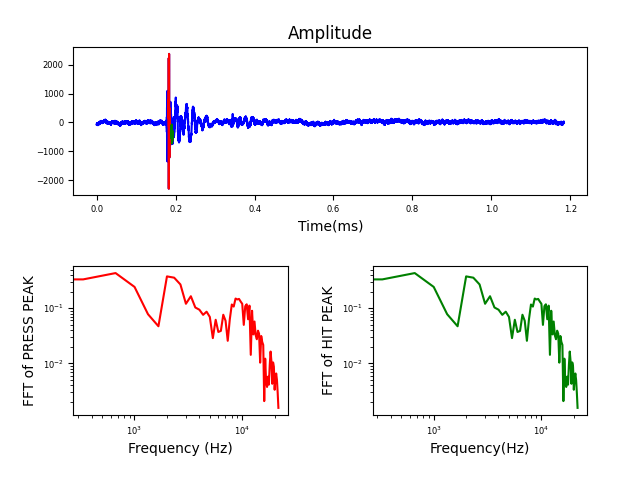 Amplitude
2000
1000
0
−1000
−2000
0.0 0.2 0.4 0.6 0.8 1.0 1.2
Time(ms)
FFT of PRESS PEAK
10⁻¹
10⁻²
10³ 10⁴
Frequency (Hz)
FFT of HIT PEAK
10⁻¹
10⁻²
10³ 10⁴
Frequency(Hz)